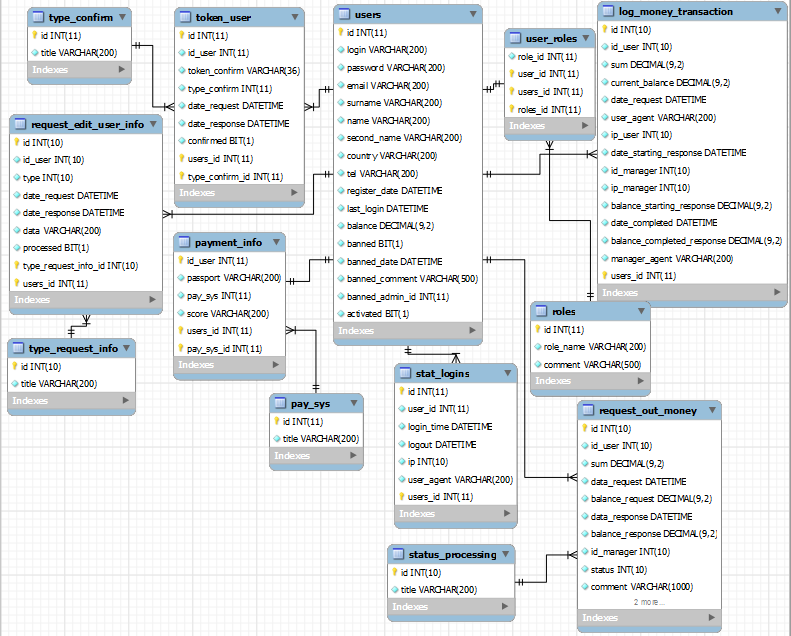 type_confirm
id INT(11)
title VARCHAR(200)
Indexes
token_user
id INT(11)
id_user INT(11)
token_confirm VARCHAR(36)
type_confirm INT(11)
date_request DATETIME
date_response DATETIME
confirmed BIT(1)
users_id INT(11)
type_confirm_id INT(11)
Indexes
users
id INT(11)
login VARCHAR(200)
password VARCHAR(200)
email VARCHAR(200)
surname VARCHAR(200)
name VARCHAR(200)
second_name VARCHAR(200)
country VARCHAR(200)
tel VARCHAR(200)
register_date DATETIME
last_login DATETIME
balance DECIMAL(9,2)
banned BIT(1)
banned_date DATETIME
banned_comment VARCHAR(500)
banned_admin_id INT(11)
activated BIT(1)
Indexes
user_roles
role_id INT(11)
user_id INT(11)
users_id INT(11)
roles_id INT(11)
Indexes
log_money_transaction
id INT(10)
id_user INT(10)
sum DECIMAL(9,2)
current_balance DECIMAL(9,2)
date_request DATETIME
user_agent VARCHAR(200)
ip_user INT(10)
date_starting_response DATETIME
id_manager INT(10)
ip_manager INT(10)
balance_starting_response DECIMAL(9,2)
date_completed DATETIME
balance_completed_response DECIMAL(9,2)
manager_agent VARCHAR(200)
users_id INT(11)
Indexes
request_edit_user_info
id INT(10)
id_user INT(10)
type INT(10)
date_request DATETIME
date_response DATETIME
data VARCHAR(200)
processed BIT(1)
type_request_info_id INT(10)
users_id INT(11)
Indexes
payment_info
id_user INT(11)
passport VARCHAR(200)
pay_sys INT(11)
score VARCHAR(200)
users_id INT(11)
pay_sys_id INT(11)
Indexes
roles
id INT(11)
role_name VARCHAR(200)
comment VARCHAR(500)
Indexes
type_request_info
id INT(10)
title VARCHAR(200)
Indexes
pay_sys
id INT(11)
title VARCHAR(200)
Indexes
stat_logins
id INT(11)
user_id INT(11)
login_time DATETIME
logout DATETIME
ip INT(10)
user_agent VARCHAR(200)
users_id INT(11)
Indexes
request_out_money
id INT(10)
id_user INT(10)
sum DECIMAL(9,2)
data_request DATETIME
balance_request DECIMAL(9,2)
data_response DATETIME
balance_response DECIMAL(9,2)
id_manager INT(10)
status INT(10)
comment VARCHAR(1000)
2 more...
Indexes
status_processing
id INT(10)
title VARCHAR(200)
Indexes